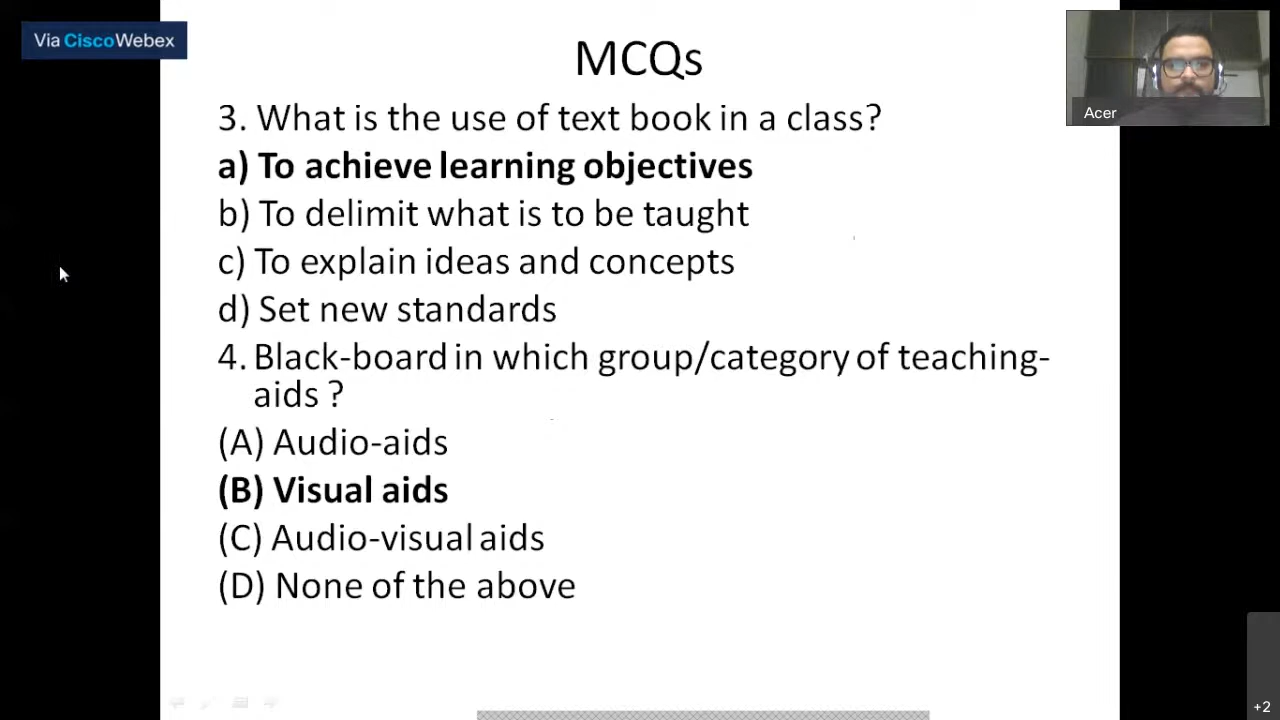 Via CiscoWebex
MCQs
Acer
3. What is the use of text book in a class?
a) To achieve learning objectives
b) To delimit what is to be taught
c) To explain ideas and concepts
d) Set new standards
4. Black-board in which group/category of teaching-
aids ?
(A) Audio-aids
(B) Visual aids
(C) Audio-visual aids
(D) None of the above
+2